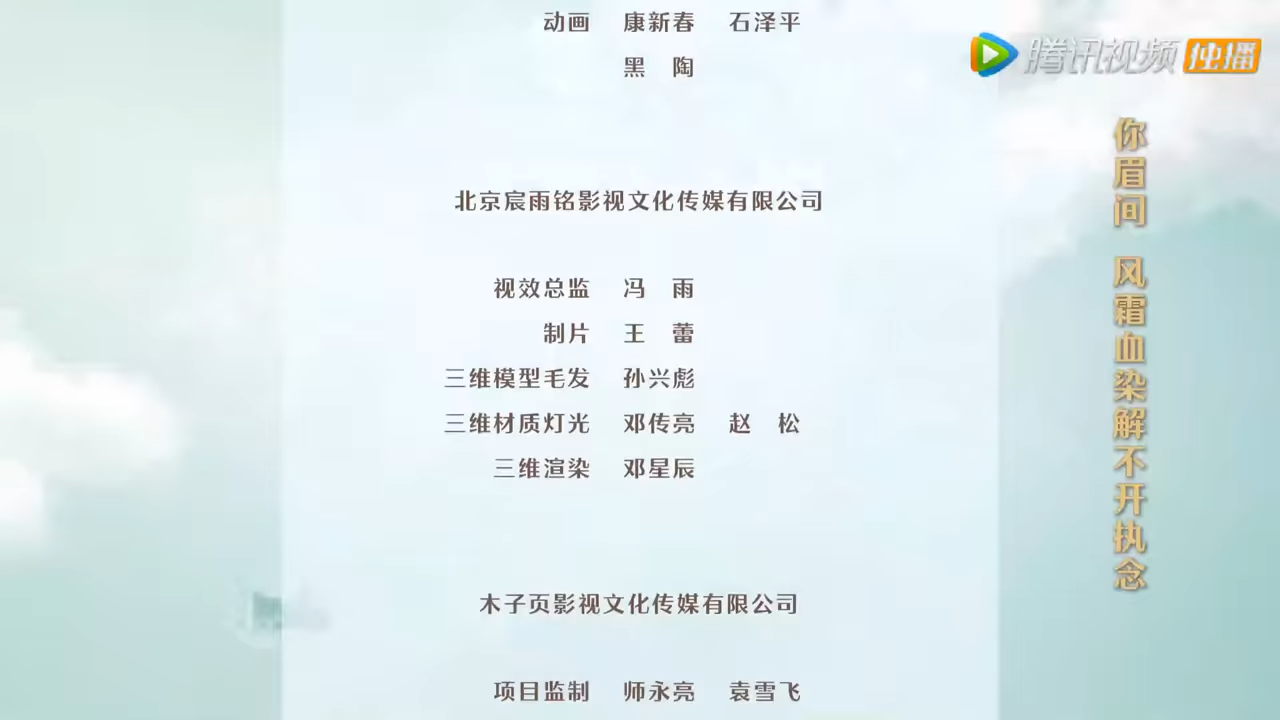 动画 康新春 石泽平
黑 陶
腾讯视频 独播
北京宸雨铭影视文化传媒有限公司
视效总监 冯 雨
制片 王 蕾
三维模型毛发 孙兴彪
三维材质灯光 邓传亮 赵 松
三维渲染 邓星辰
木子页影视文化传媒有限公司
项目监制 师永亮 袁雪飞
你眉间 风霜血染解不开执念